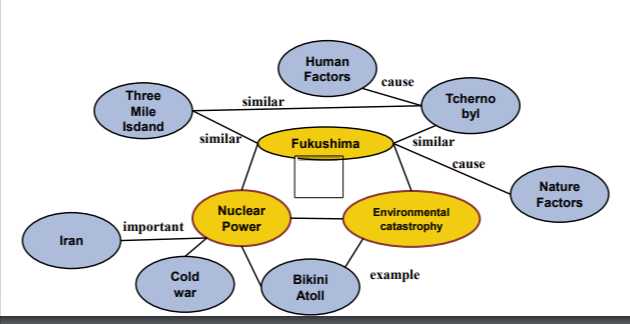 Human
Factors
cause
Three
Mile
Isdand
similar
Tcherno
byl
similar
Fukushima
similar
cause
Nature
Factors
Nuclear
Power
Environmental
catastrophy
important
Iran
Cold
war
Bikini
Atoll
example